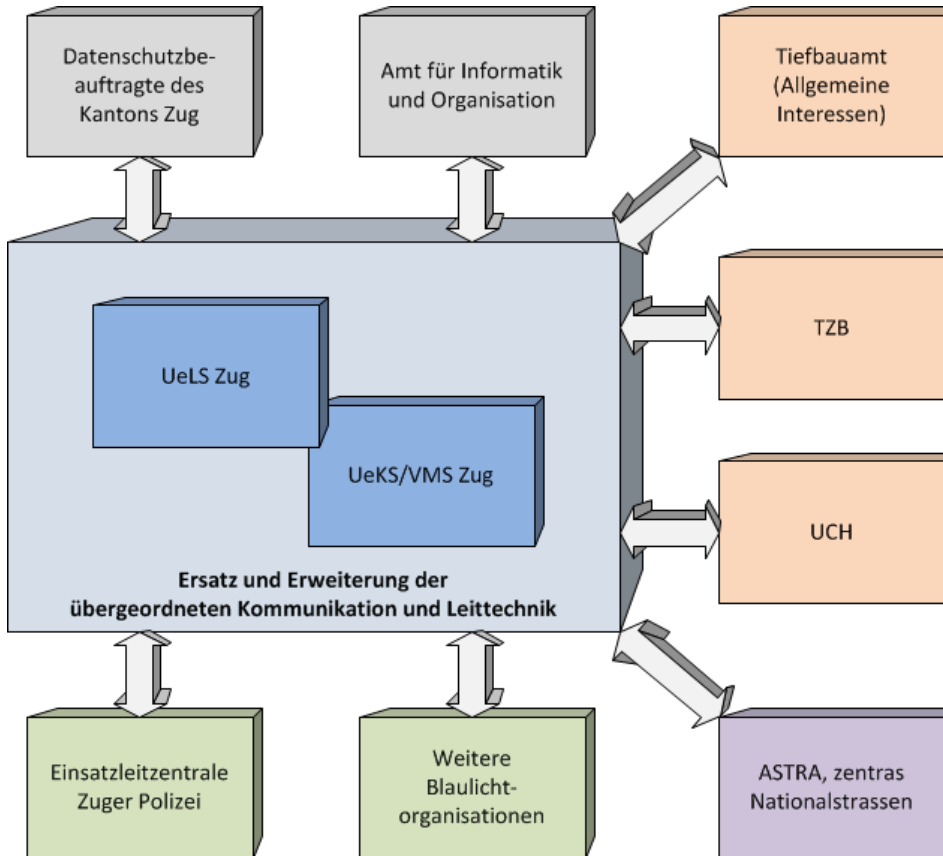 Datenschutzbe-
auftragte des
Kantons Zug
Amt für Informatik
und Organisation
Tiefbauamt
(Allgemeine
Interessen)
UeLS Zug
TZB
UeKS/VMS Zug
UCH
Ersatz und Erweiterung der
übergeordneten Kommunikation und Leittechnik
Einsatzleitzentrale
Zuger Polizei
Weitere
Blaulicht-
organisationen
ASTRA, zentras
Nationalstrassen